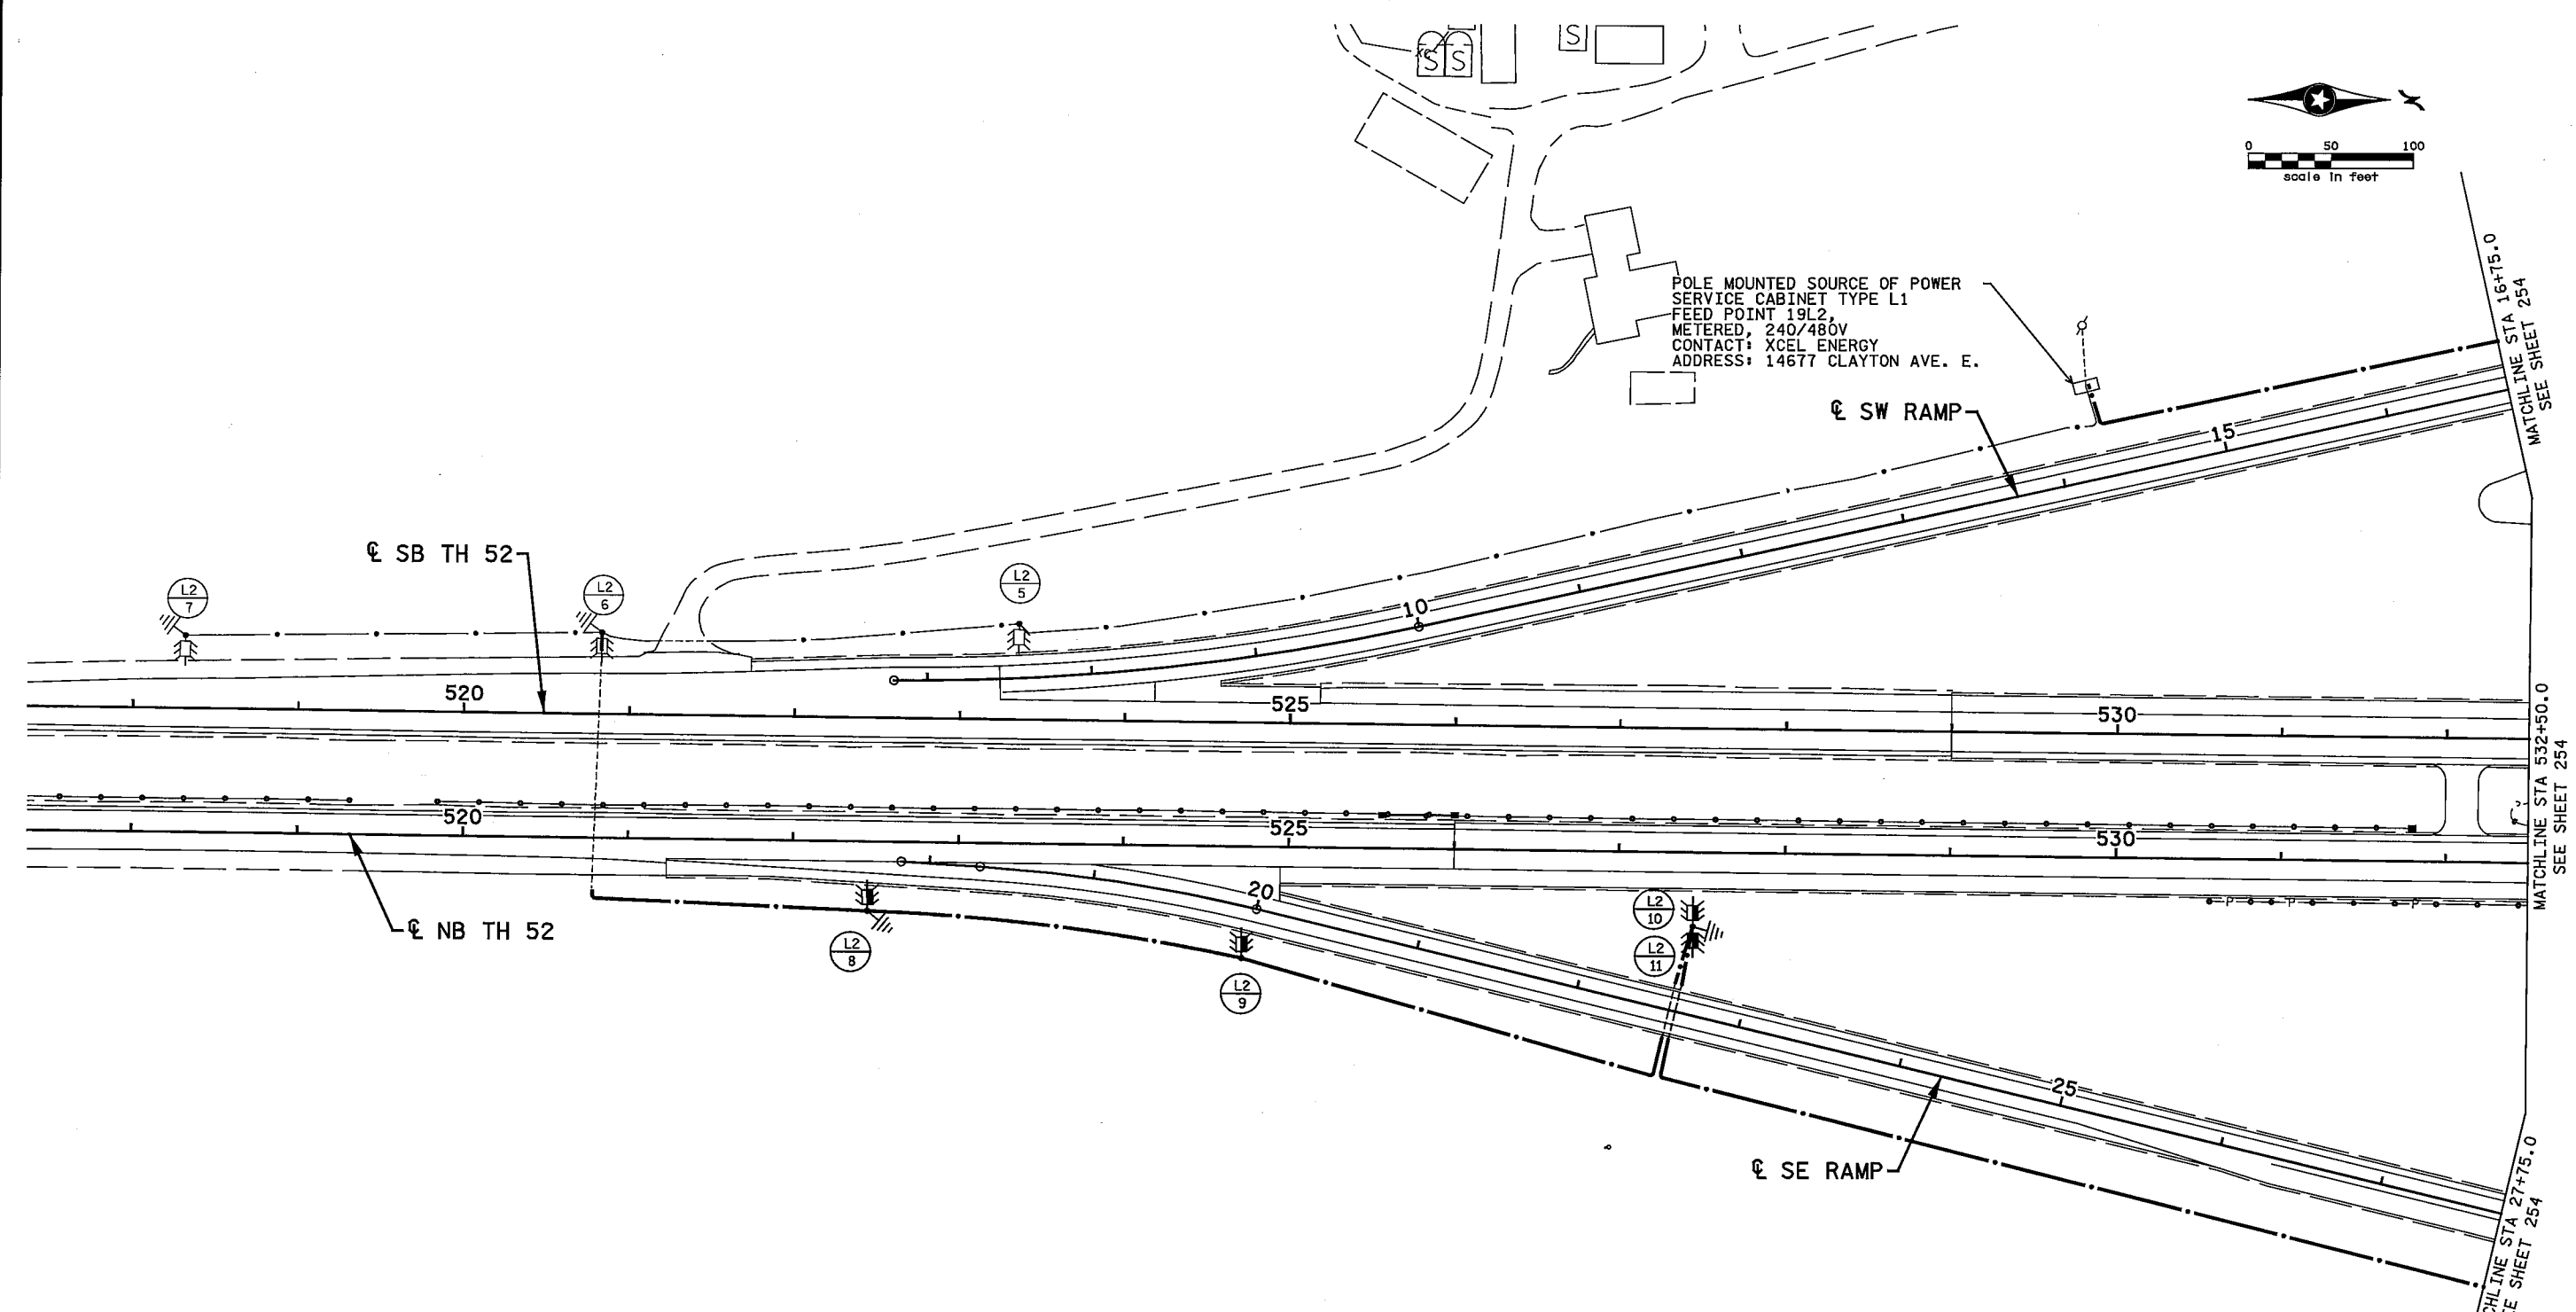 S
S
S
0 50 100
scale in feet
POLE MOUNTED SOURCE OF POWER
SERVICE CABINET TYPE L1
FEED POINT 19L2,
METERED, 240/480V
CONTACT: XCEL ENERGY
ADDRESS: 14677 CLAYTON AVE. E.
MATCHLINE STA 16+75.0
SEE SHEET 254
℄ SW RAMP
15
10
℄ SB TH 52
L2
7
L2
6
L2
5
520
525
530
MATCHLINE STA 532+50.0
SEE SHEET 254
520
525
530
℄ NB TH 52
20
P P P
L2
8
L2
9
L2
10
L2
11
25
℄ SE RAMP
HLINE STA 27+75.0
E SHEET 254